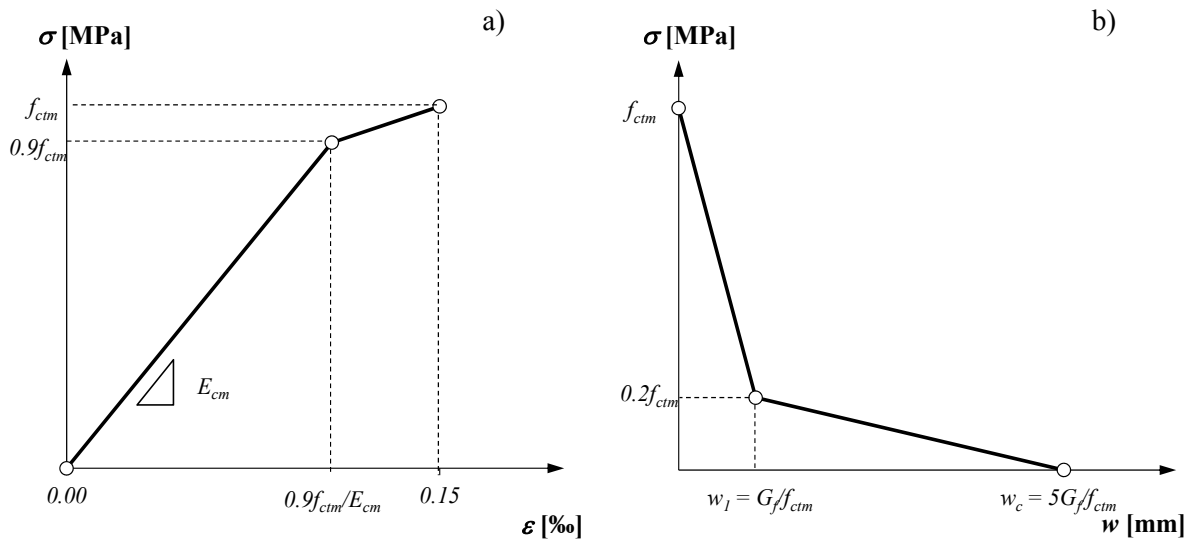 a)
σ [MPa]
f_ctm
0.9f_ctm
E_cm
0.00
0.9f_ctm/E_cm
0.15
ε [‰]
b)
σ [MPa]
f_ctm
0.2f_ctm
w_1 = G_f/f_ctm
w_c = 5G_f/f_ctm
w [mm]